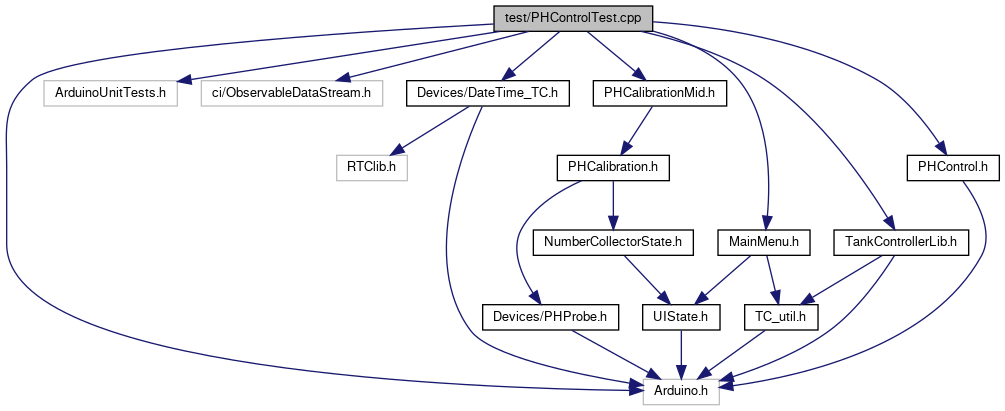 test/PHControlTest.cpp
ArduinoUnitTests.h
ci/ObservableDataStream.h
Devices/DateTime_TC.h
PHCalibrationMid.h
RTClib.h
PHCalibration.h
PHControl.h
NumberCollectorState.h
MainMenu.h
TankControllerLib.h
Devices/PHProbe.h
UIState.h
TC_util.h
Arduino.h